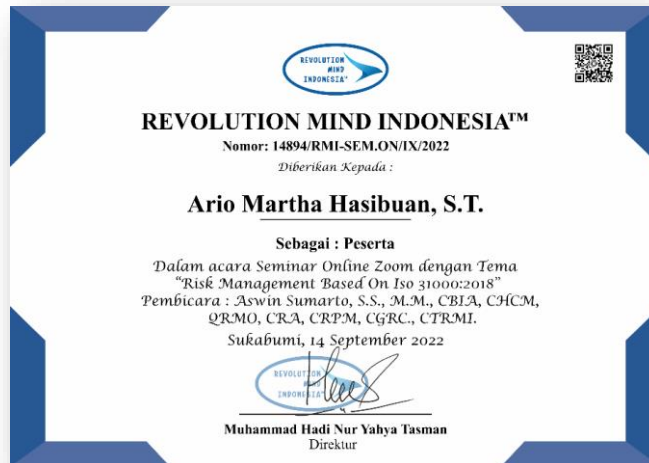 REVOLUTION
MIND
INDONESIA™
REVOLUTION MIND INDONESIA™
Nomor: 14894/RMI-SEM.ON/IX/2022
Diberikan Kepada :
Ario Martha Hasibuan, S.T.
Sebagai : Peserta
Dalam acara Seminar Online Zoom dengan Tema
“Risk Management Based On Iso 31000:2018”
Pembicara : Aswin Sumarto, S.S., M.M., CBIA, CHCM,
QRMO, CRA, CRPM, CGRC., CTRMI.
Sukabumi, 14 September 2022
REVOLUTION
MIND
INDONESIA
Muhammad Hadi Nur Yahya Tasman
Direktur